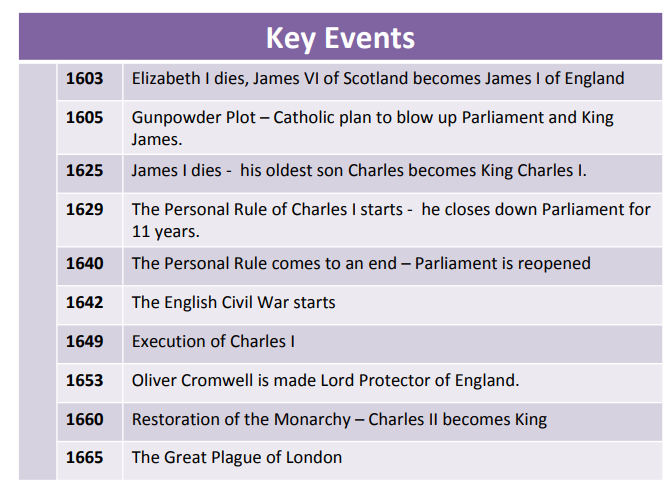 Key Events
1603 Elizabeth I dies, James VI of Scotland becomes James I of England
1605 Gunpowder Plot – Catholic plan to blow up Parliament and King
James.
1625 James I dies - his oldest son Charles becomes King Charles I.
1629 The Personal Rule of Charles I starts - he closes down Parliament for
11 years.
1640 The Personal Rule comes to an end – Parliament is reopened
1642 The English Civil War starts
1649 Execution of Charles I
1653 Oliver Cromwell is made Lord Protector of England.
1660 Restoration of the Monarchy – Charles II becomes King
1665 The Great Plague of London